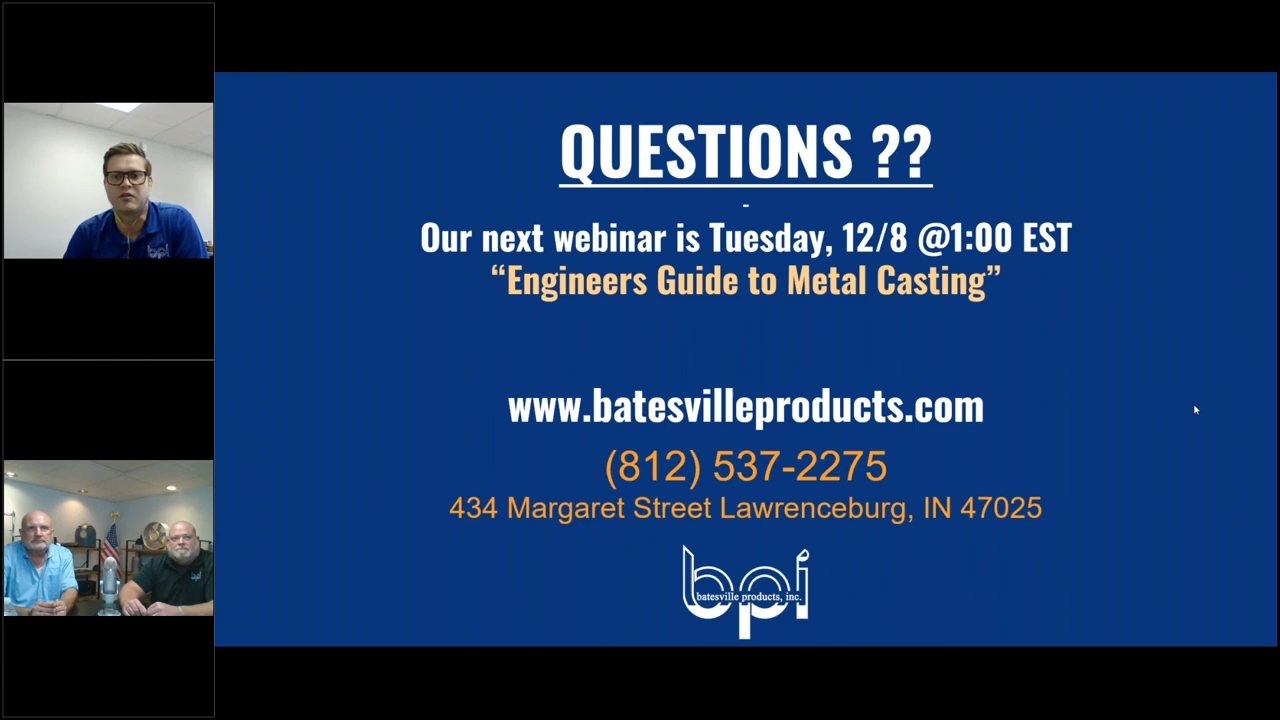 QUESTIONS ??
-
Our next webinar is Tuesday, 12/8 @1:00 EST
“Engineers Guide to Metal Casting”
www.batesvilleproducts.com
(812) 537-2275
434 Margaret Street Lawrenceburg, IN 47025
bpi
batesville products, inc.
bpi